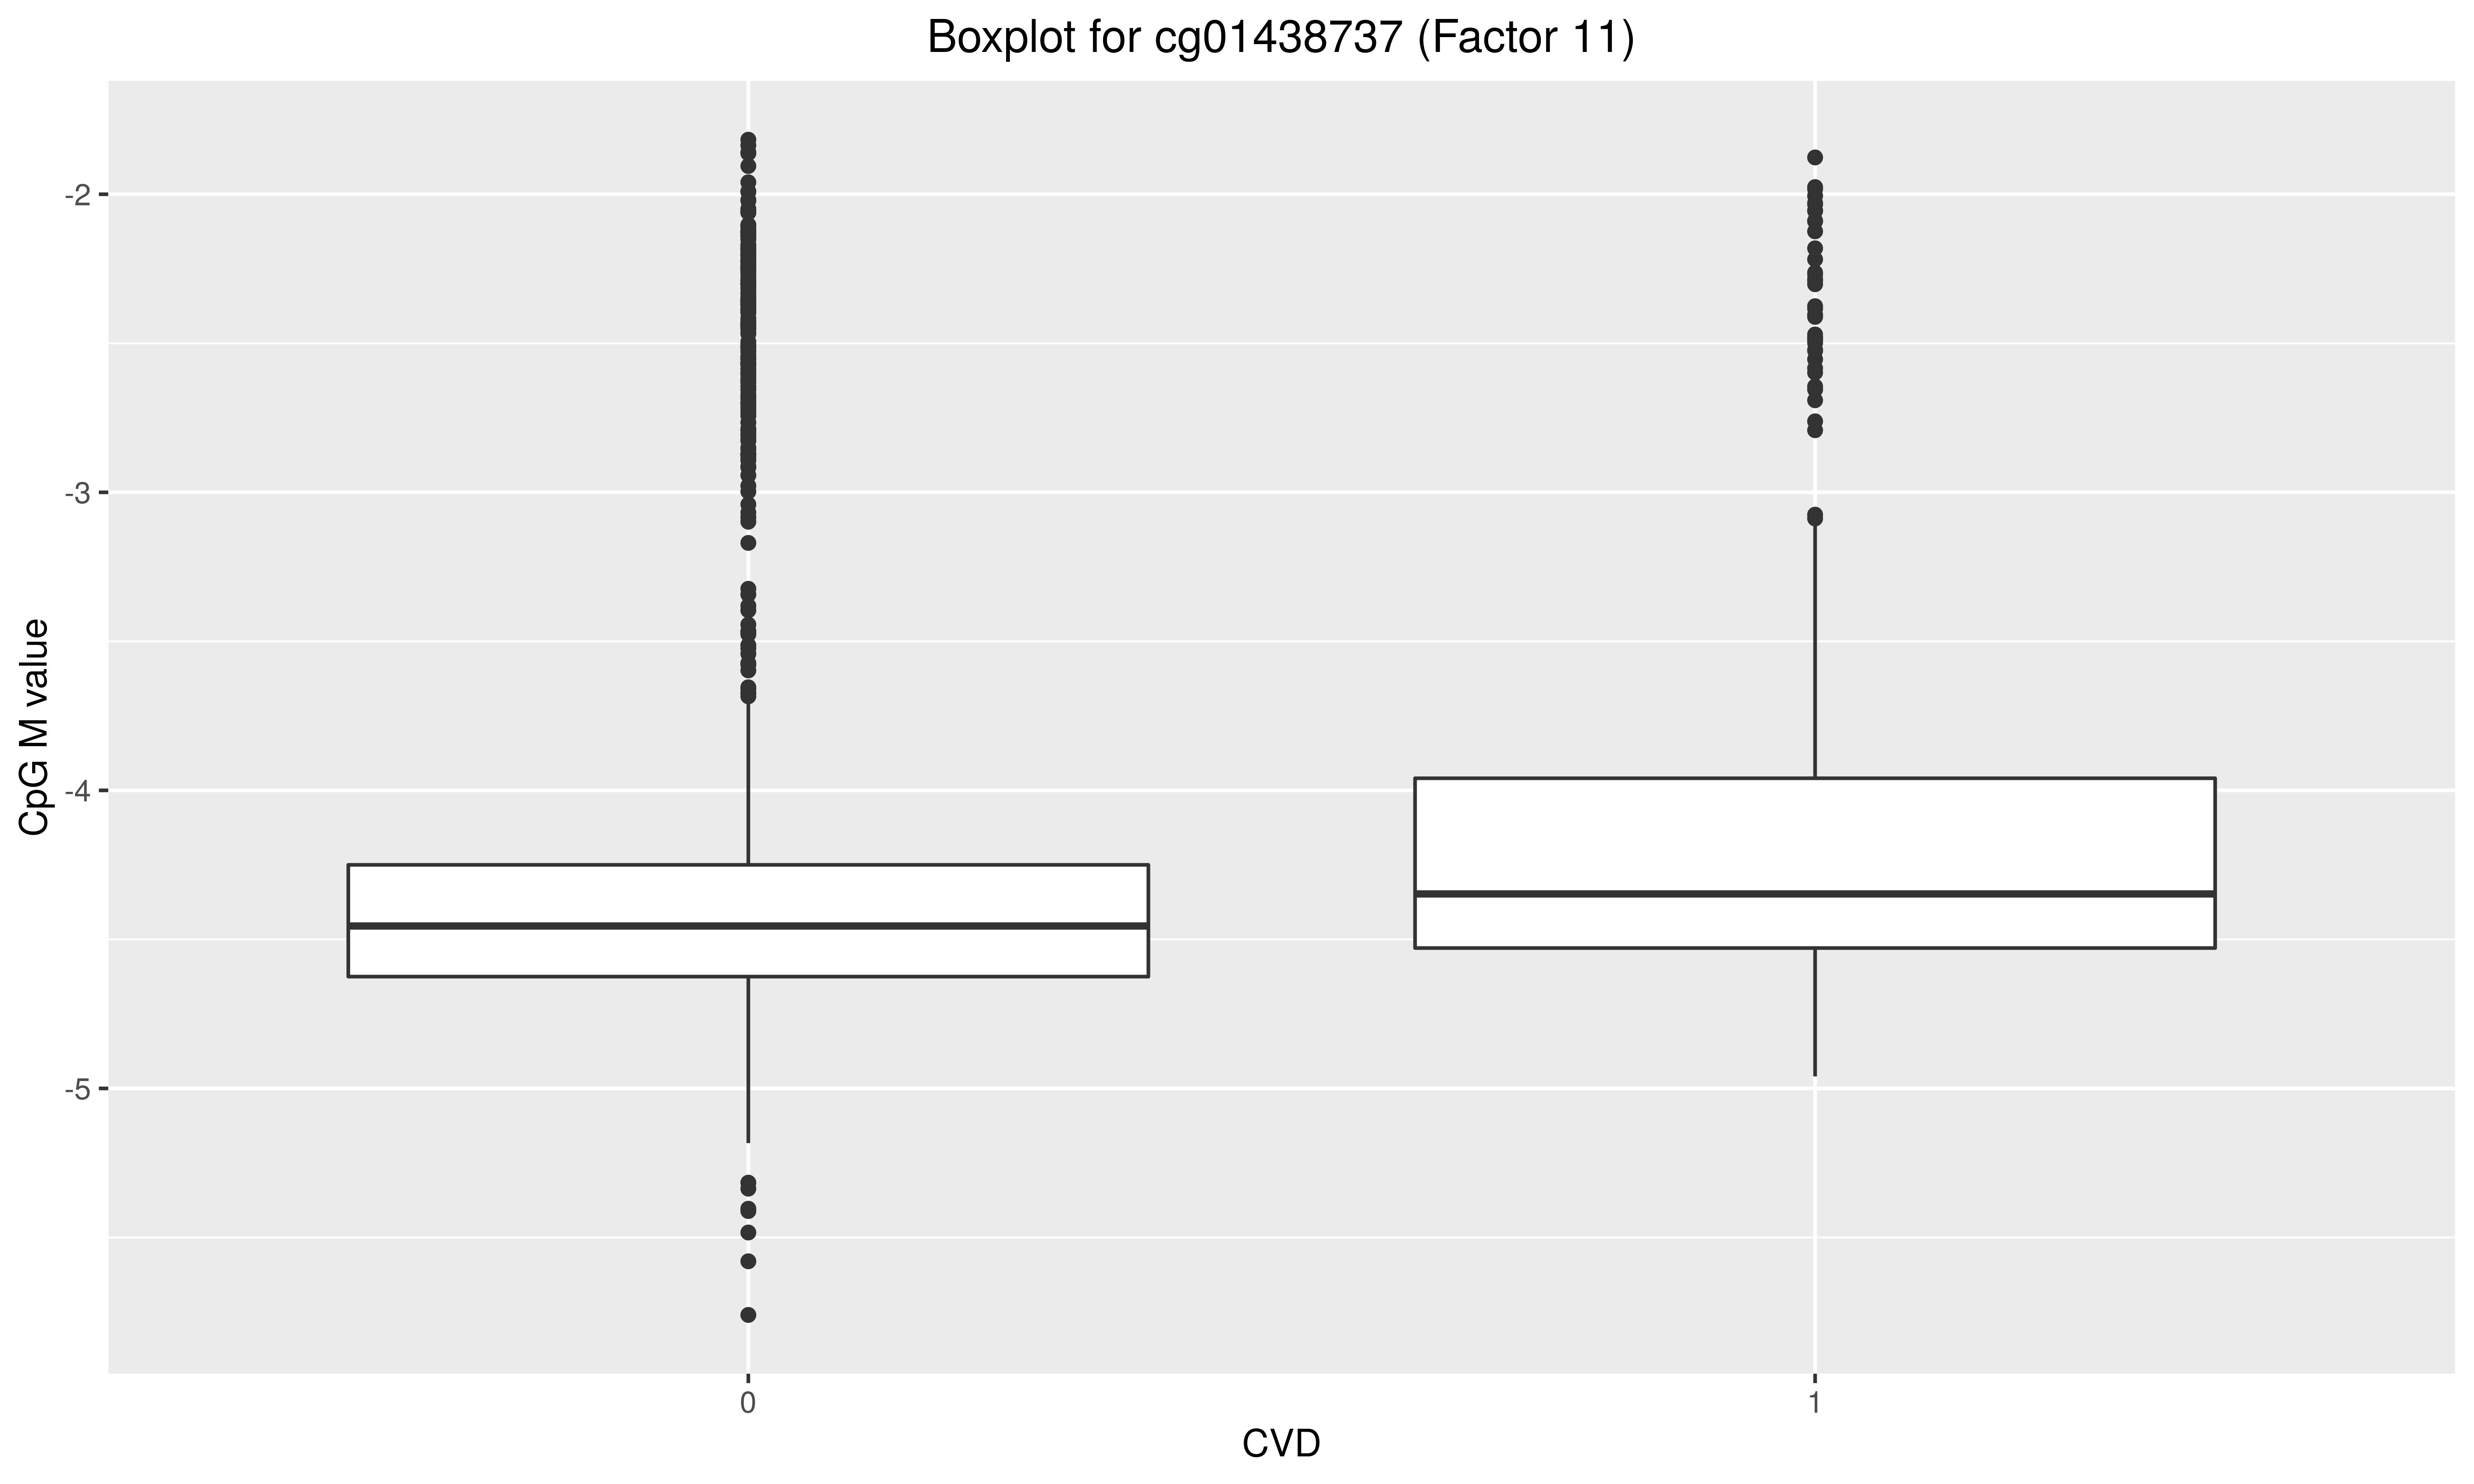 Boxplot for cg01438737 (Factor 11)
CpG M value
-2
-3
-4
-5
0
1
CVD